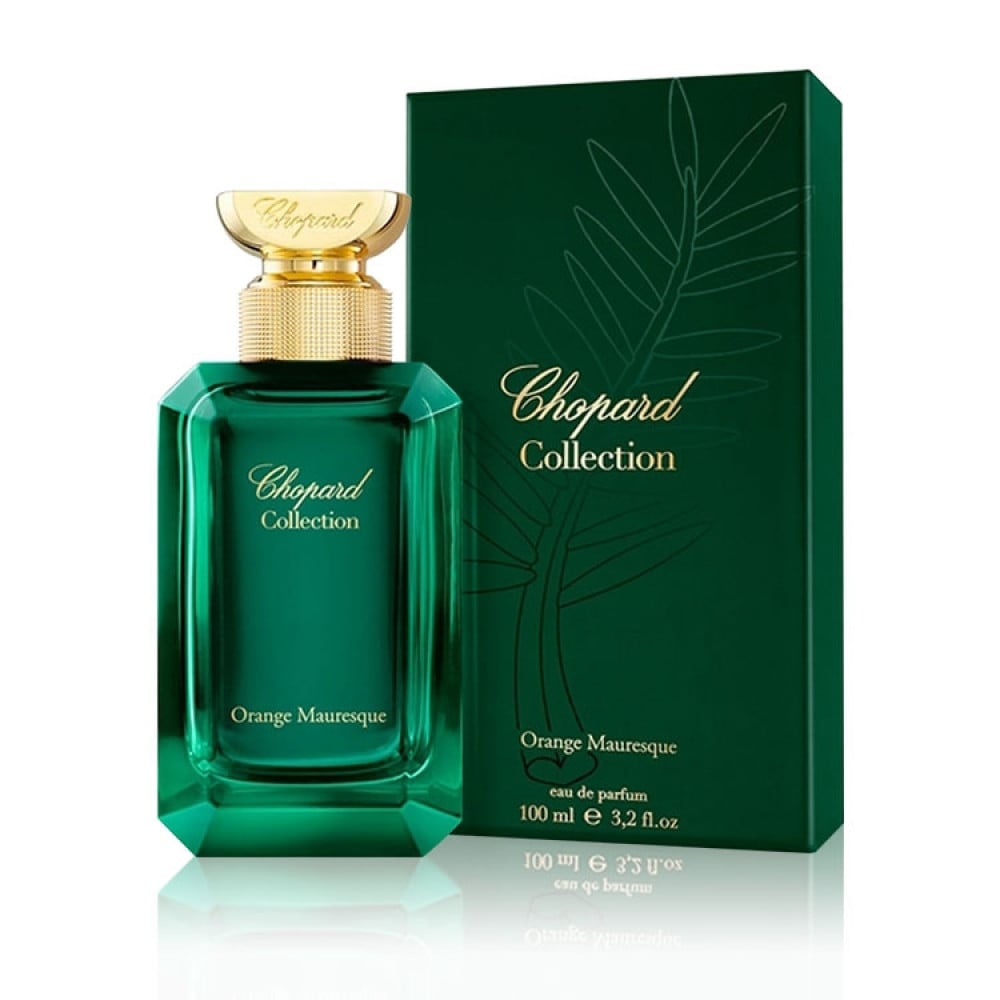 Chopard
Chopard
Collection
Orange Mauresque
Chopard
Collection
Orange Mauresque
eau de parfum
100 ml e 3,2 fl.oz